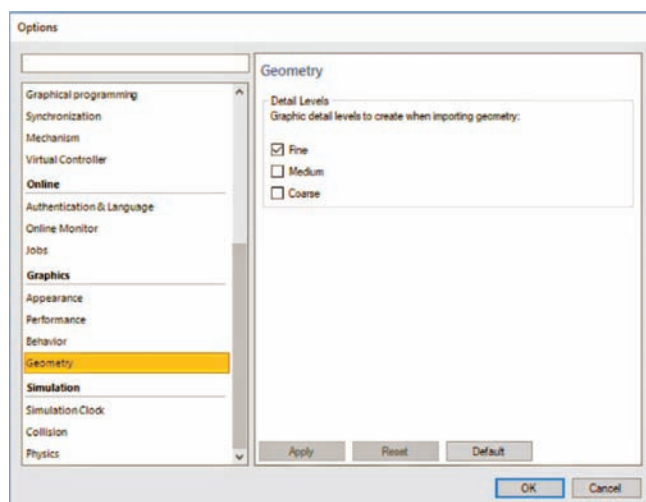 Options
Graphical programming
Synchronization
Mechanism
Virtual Controller
Online
Authentication & Language
Online Monitor
Jobs
Graphics
Appearance
Performance
Behavior
Geometry
Simulation
Simulation Clock
Collision
Physics
Geometry
Detail Levels
Graphic detail levels to create when importing geometry:
Fine
Medium
Coarse
Apply Reset Default
OK Cancel